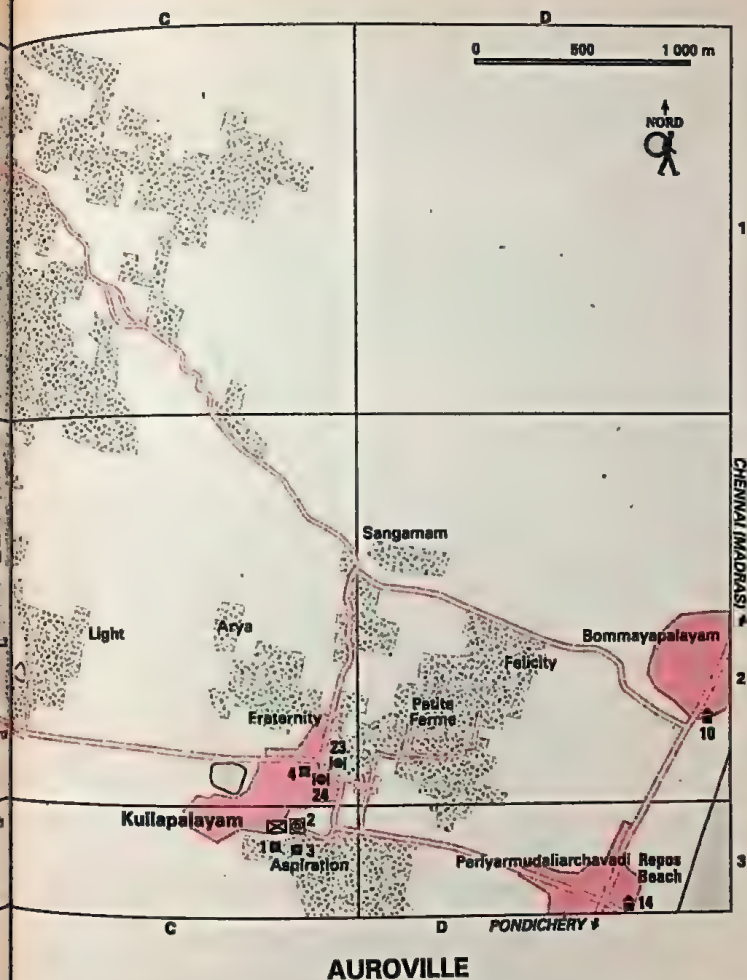 C
D
0 500 1 000 m
NORD
1
CHENNAI (MADRAS)
Sangamam
Light
Arya
Bommayapalayam
Felicity
2
Fraternity
Petite
Ferme
10
23
4
24
Kuilapalayam
2
1
3
Aspiration
Periyarmudaliarchavadi
Repos
Beach
3
14
C
D
PONDICHERY
AUROVILLE